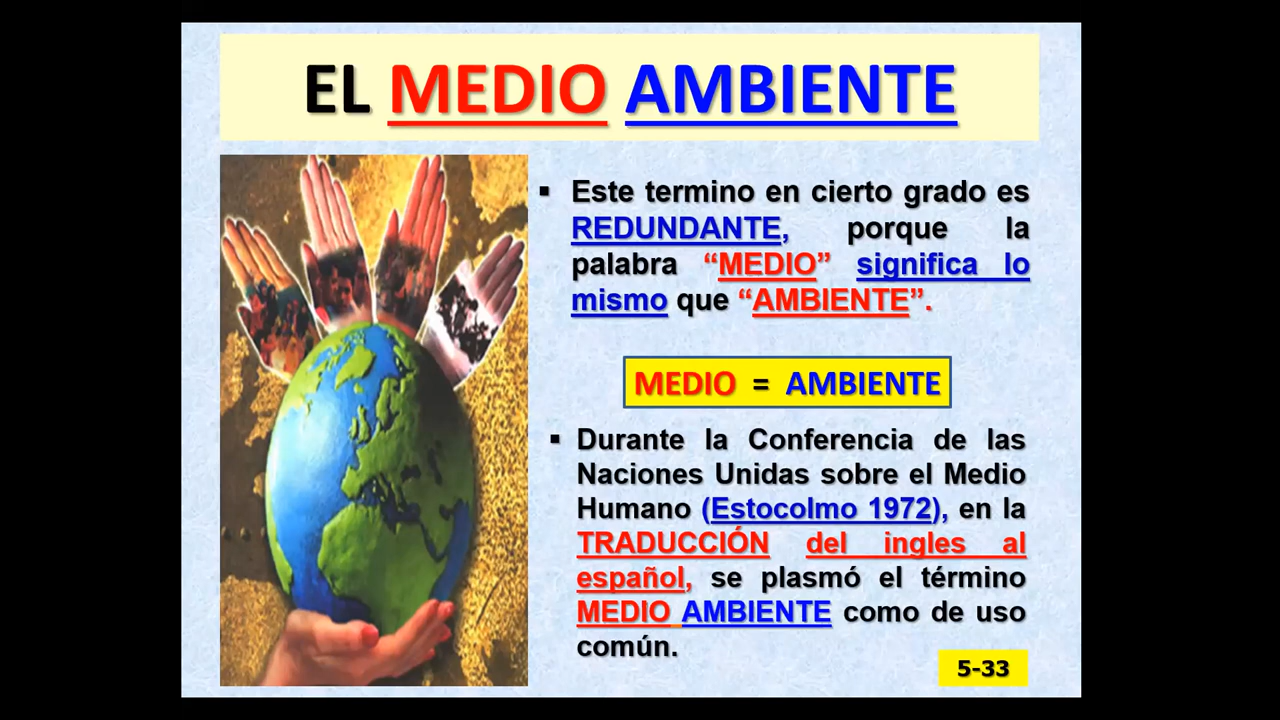 EL MEDIO AMBIENTE
▪ Este termino en cierto grado es
REDUNDANTE, porque la
palabra “MEDIO” significa lo
mismo que “AMBIENTE”.
MEDIO = AMBIENTE
▪ Durante la Conferencia de las
Naciones Unidas sobre el Medio
Humano (Estocolmo 1972), en la
TRADUCCIÓN del ingles al
español, se plasmó el término
MEDIO AMBIENTE como de uso
común.
5-33